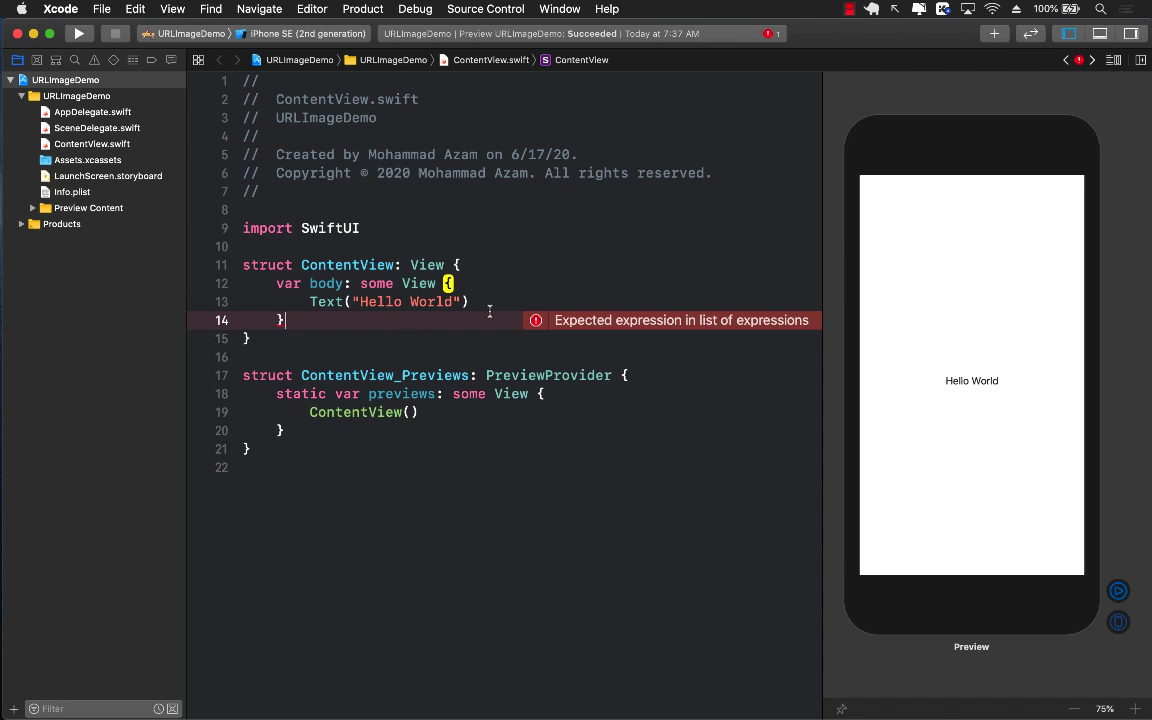 Xcode File Edit View Find Navigate Editor Product Debug Source Control Window Help 100%
URLImageDemo iPhone SE (2nd generation) URLImageDemo | Preview URLImageDemo: Succeeded | Today at 7:37 AM 1
URLImageDemo URLImageDemo ContentView.swift S ContentView
URLImageDemo
URLImageDemo
AppDelegate.swift
SceneDelegate.swift
ContentView.swift
Assets.xcassets
LaunchScreen.storyboard
Info.plist
Preview Content
Products
1 //
2 // ContentView.swift
3 // URLImageDemo
4 //
5 // Created by Mohammad Azam on 6/17/20.
6 // Copyright © 2020 Mohammad Azam. All rights reserved.
7 //
8
9 import SwiftUI
10
11 struct ContentView: View {
12 var body: some View {
13 Text("Hello World")
14 } Expected expression in list of expressions
15 }
16
17 struct ContentView_Previews: PreviewProvider {
18 static var previews: some View {
19 ContentView()
20 }
21 }
22
Hello World
Preview
Filter
75%